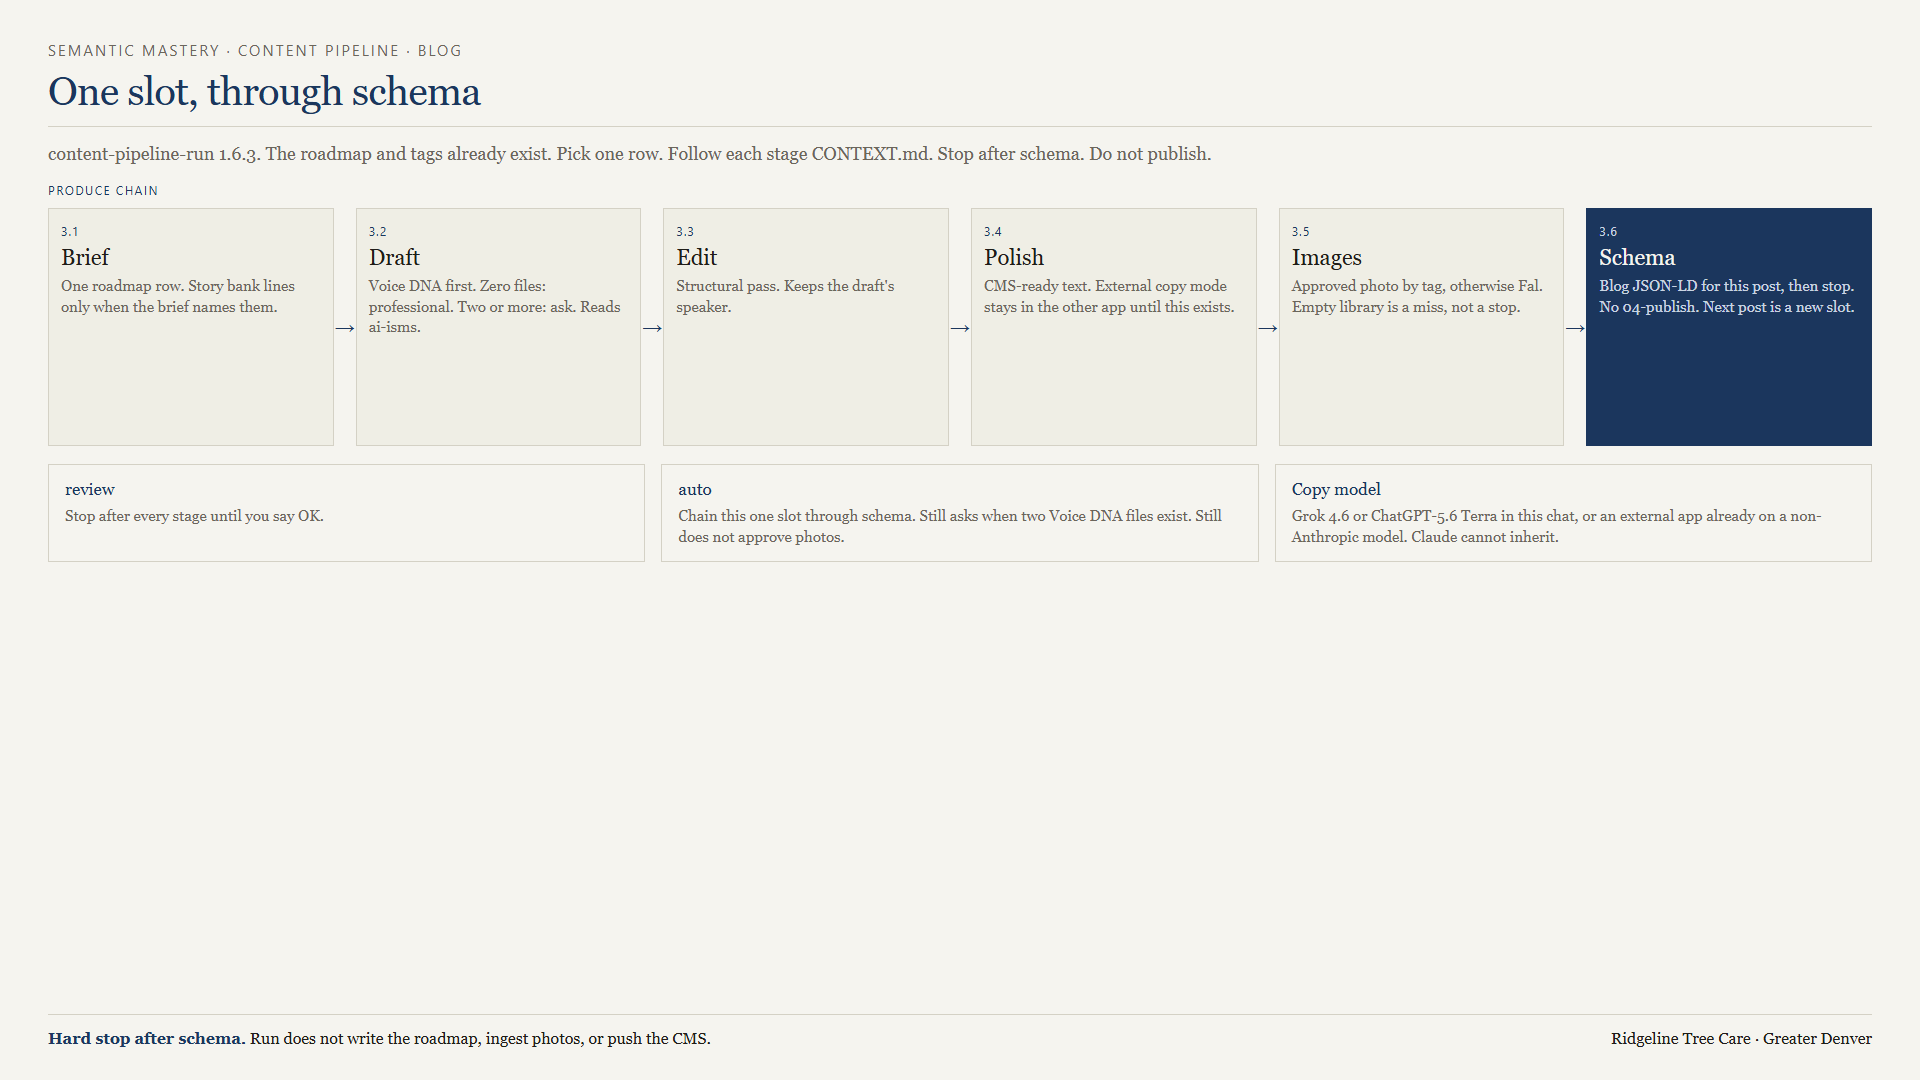 SEMANTIC MASTERY · CONTENT PIPELINE · BLOG
One slot, through schema
content-pipeline-run 1.6.3. The roadmap and tags already exist. Pick one row. Follow each stage CONTEXT.md. Stop after schema. Do not publish.
PRODUCE CHAIN
3.1
Brief
One roadmap row. Story bank lines
only when the brief names them.
→
3.2
Draft
Voice DNA first. Zero files:
professional. Two or more: ask. Reads
ai-isms.
→
3.3
Edit
Structural pass. Keeps the draft's
speaker.
→
3.4
Polish
CMS-ready text. External copy mode
stays in the other app until this exists.
→
3.5
Images
Approved photo by tag, otherwise Fal.
Empty library is a miss, not a stop.
→
3.6
Schema
Blog JSON-LD for this post, then stop.
No 04-publish. Next post is a new slot.
review
Stop after every stage until you say OK.
auto
Chain this one slot through schema. Still asks when two Voice DNA files exist. Still
does not approve photos.
Copy model
Grok 4.6 or ChatGPT-5.6 Terra in this chat, or an external app already on a non-
Anthropic model. Claude cannot inherit.
Hard stop after schema. Run does not write the roadmap, ingest photos, or push the CMS.
Ridgeline Tree Care · Greater Denver